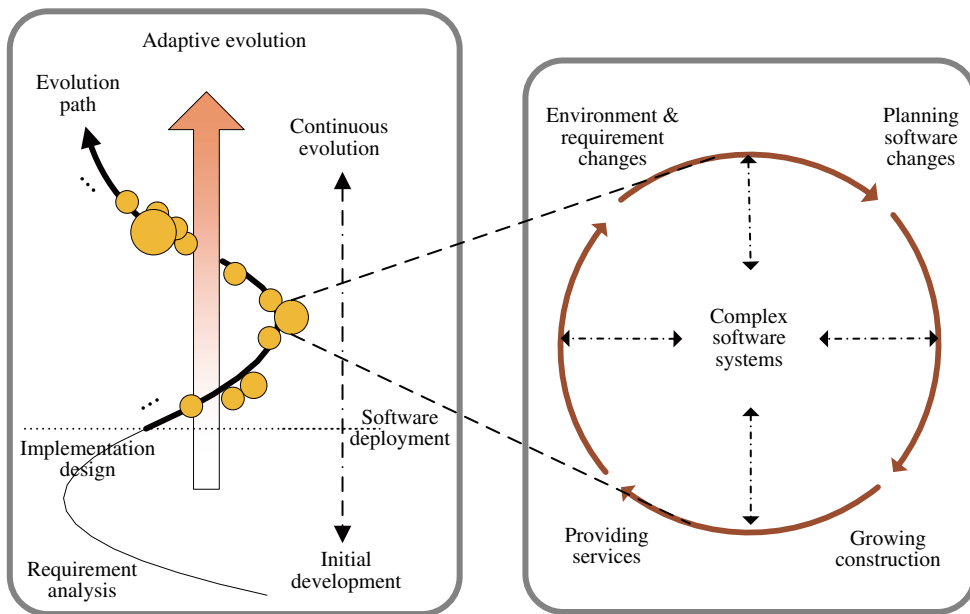 Adaptive evolution
Evolution
path
Continuous
evolution
...
...
Software
deployment
Implementation
design
Requirement
analysis
Initial
development
Environment &
requirement
changes
Planning
software
changes
Complex
software
systems
Providing
services
Growing
construction